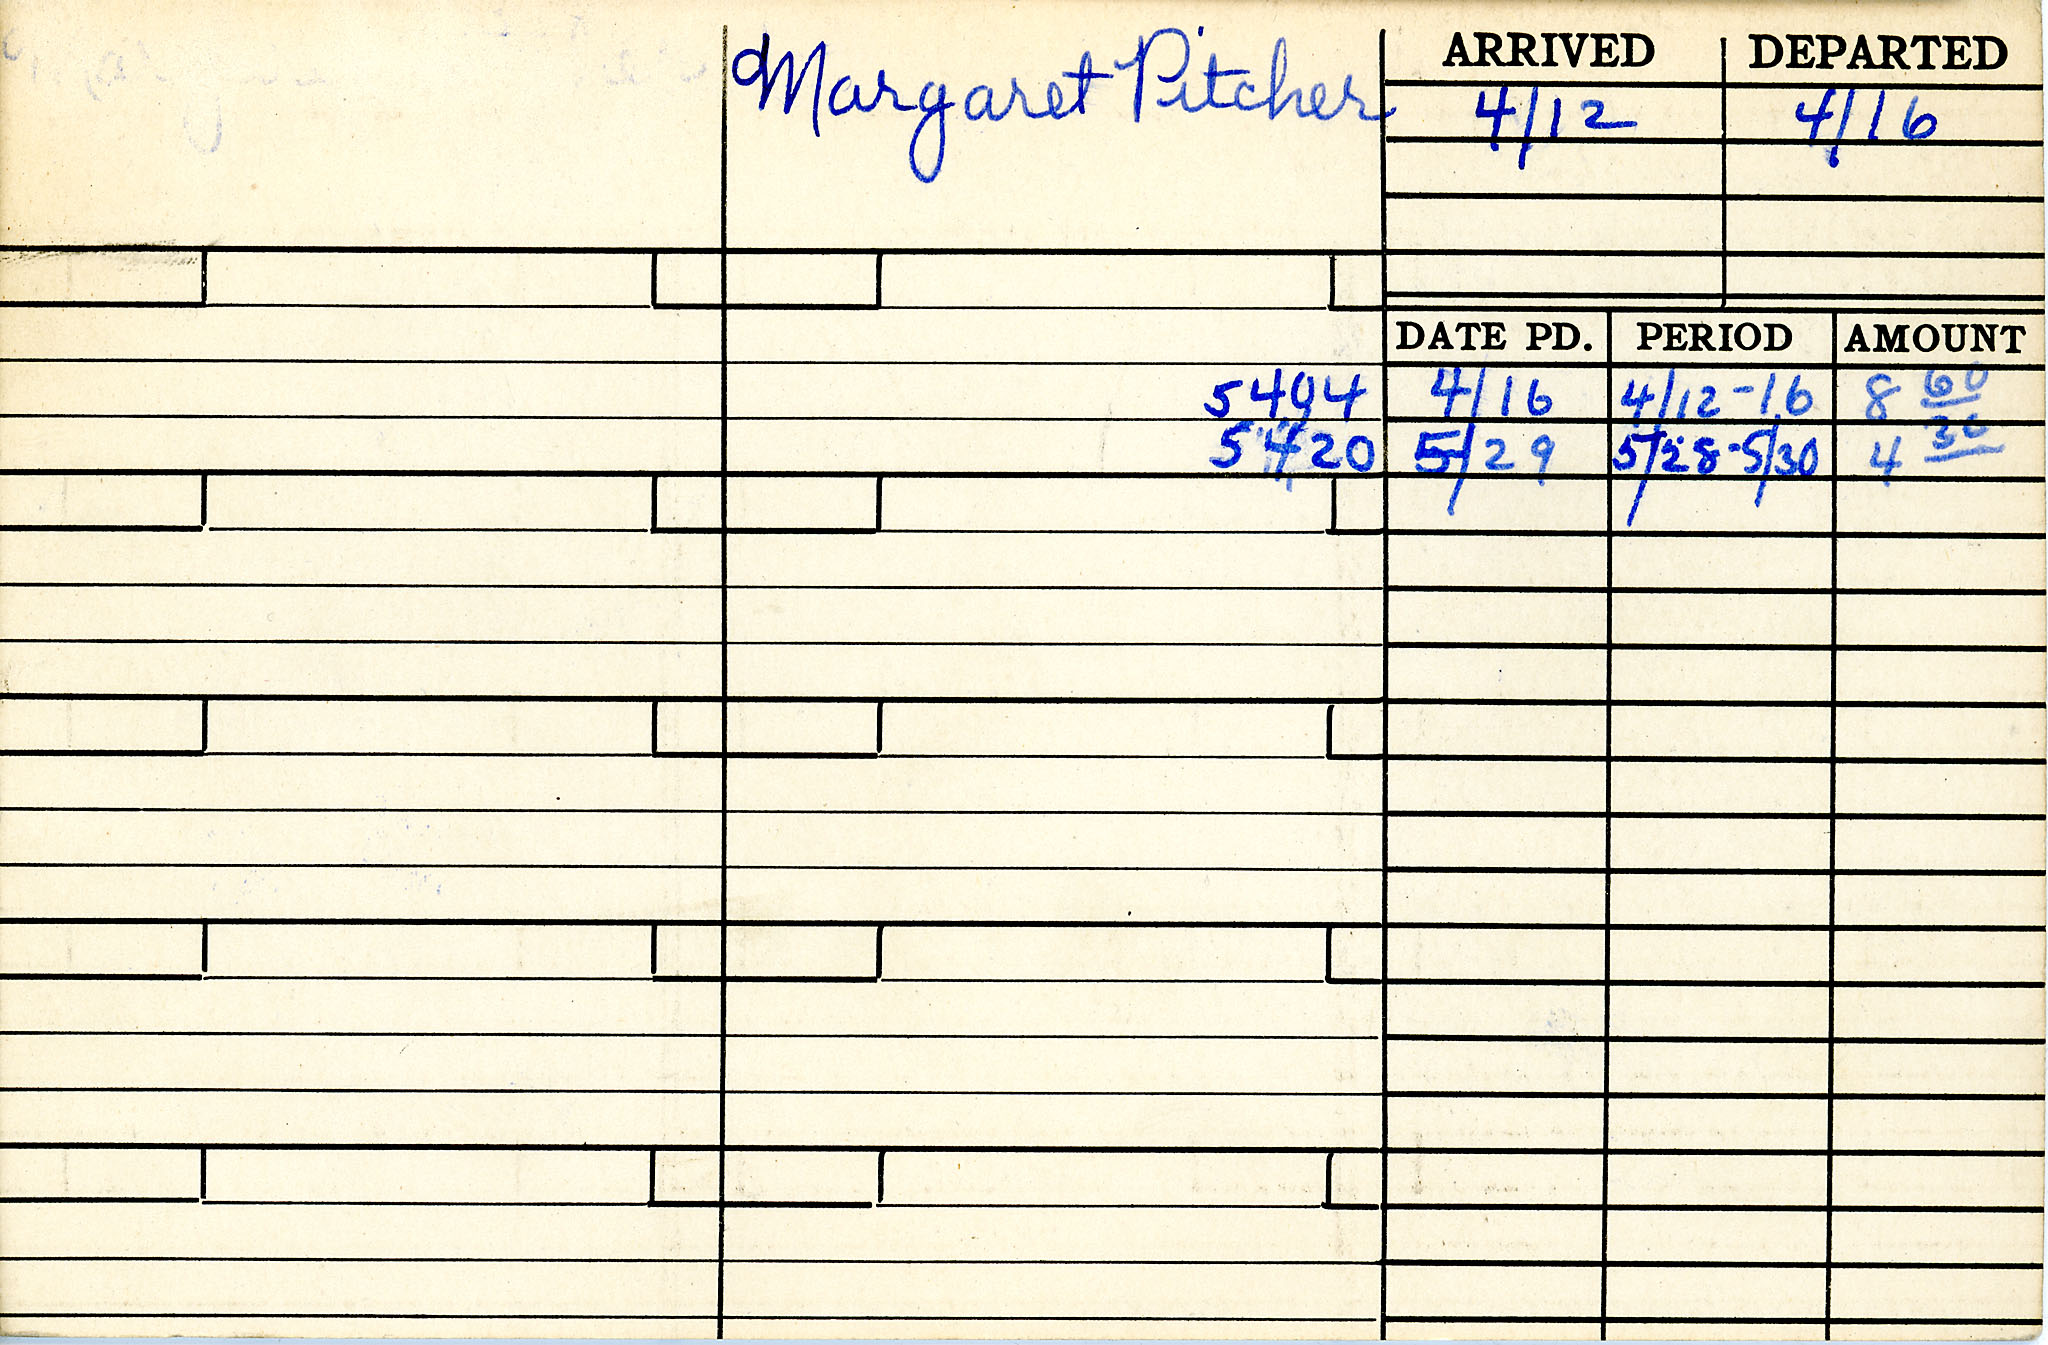 Margaret Pitcher
ARRIVED DEPARTED
4/12 4/16
DATE PD. PERIOD AMOUNT
5404 4/16 4/12-16 8 60
5420 5/29 5/28-5/30 4 30